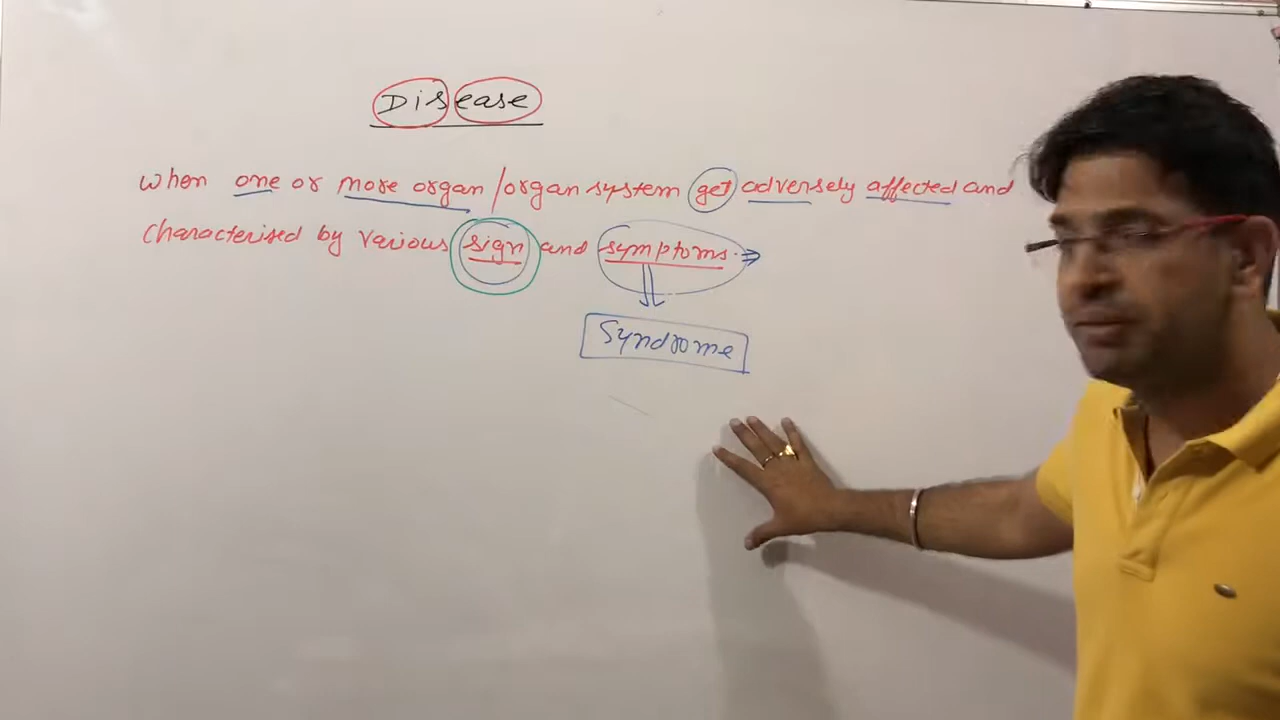 Disease
When one or more organ/organ system get adversely affected and
characterised by various sign and symptoms.
Syndrome